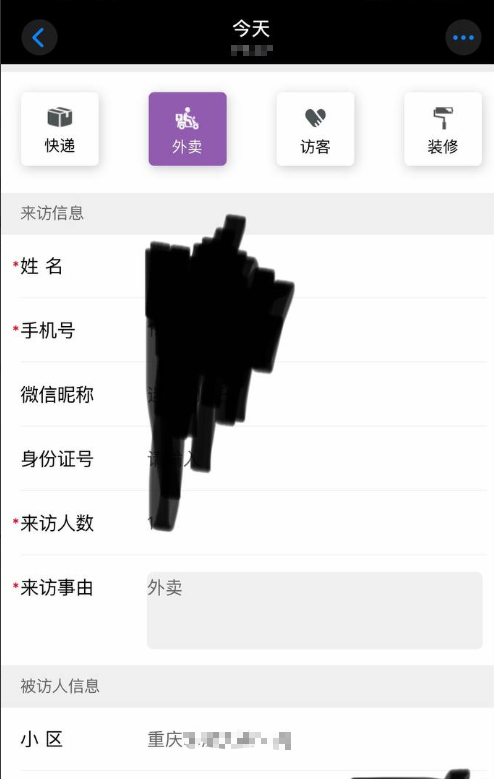 今天
快递
外卖
访客
装修
来访信息
*姓 名
*手机号
微信昵称
身份证号
*来访人数
*来访事由 外卖
被访人信息
小 区 重庆